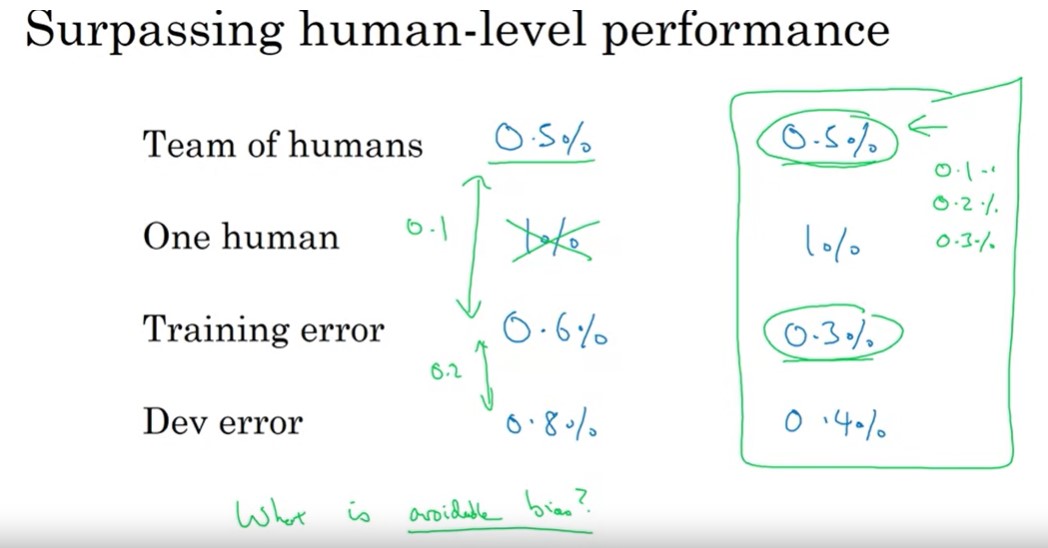 Surpassing human-level performance
Team of humans 0.5% 0.5%
0.1
0.2%
0.3%
One human 0.1 1% 1%
Training error 0.6% 0.3%
0.2
Dev error 0.8% 0.4%
What is avoidable bias?